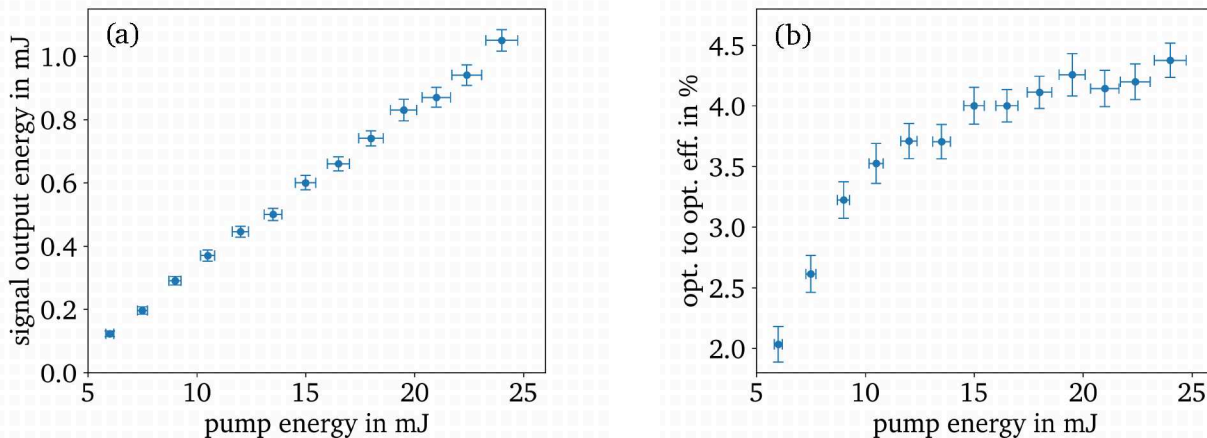 (a)
signal output energy in mJ
1.0
0.8
0.6
0.4
0.2
0.0
5 10 15 20 25
pump energy in mJ
(b)
opt. to opt. eff. in %
4.5
4.0
3.5
3.0
2.5
2.0
5 10 15 20 25
pump energy in mJ